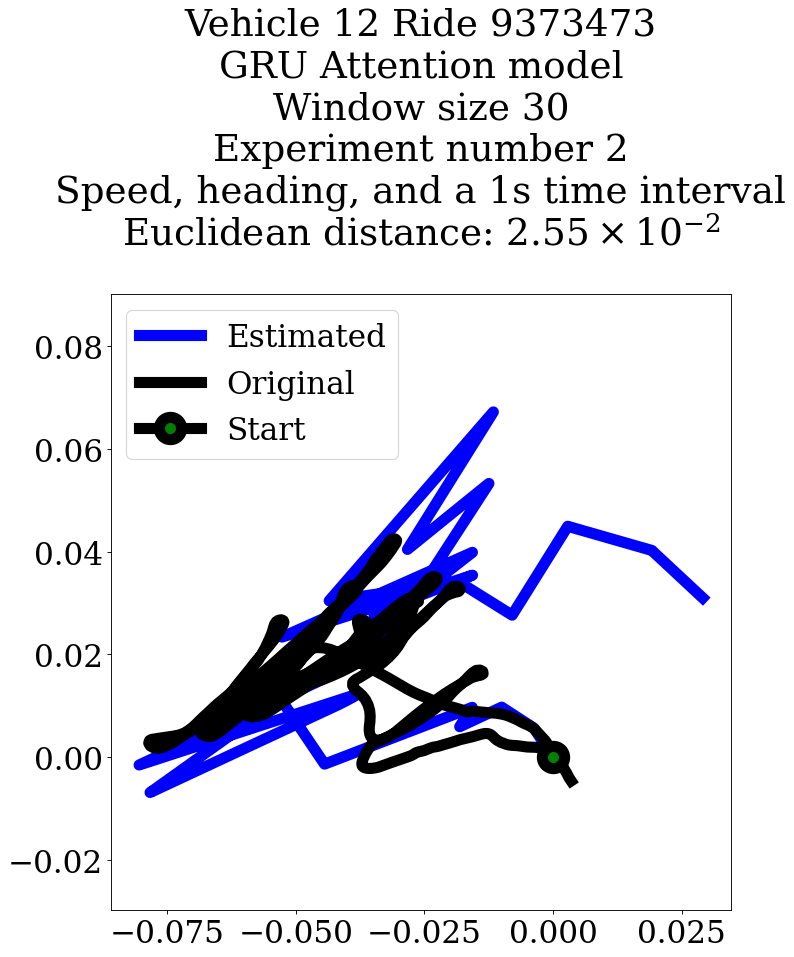 Vehicle 12 Ride 9373473
GRU Attention model
Window size 30
Experiment number 2
Speed, heading, and a 1s time interval
Euclidean distance: 2.55 × 10⁻²
Estimated
Original
Start
0.08
0.06
0.04
0.02
0.00
−0.02
−0.075 −0.050 −0.025 0.000 0.025